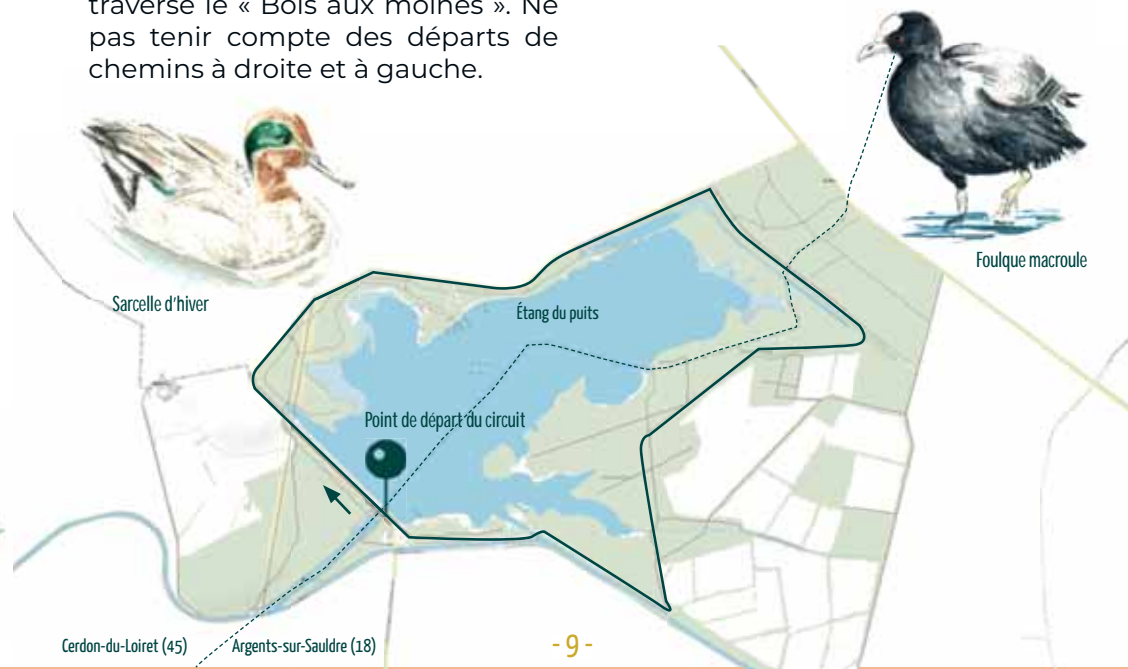 traverse le « Bois aux moines ». Ne
pas tenir compte des départs de
chemins à droite et à gauche.
Foulque macroule
Sarcelle d'hiver
Étang du puits
Point de départ du circuit
Cerdon-du-Loiret (45)
Argents-sur-Sauldre (18)
- 9 -